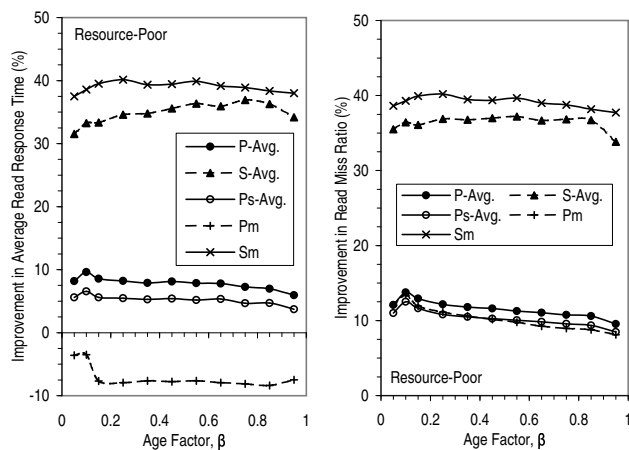 Improvement in Average Read Response Time (%)
50
40
30
20
10
0
-10
Resource-Poor
P-Avg.
S-Avg.
Ps-Avg.
Pm
Sm
0 0.2 0.4 0.6 0.8 1
Age Factor, β
Improvement in Read Miss Ratio (%)
50
40
30
20
10
0
P-Avg. S-Avg.
Ps-Avg. Pm
Sm
Resource-Poor
0 0.2 0.4 0.6 0.8 1
Age Factor, β